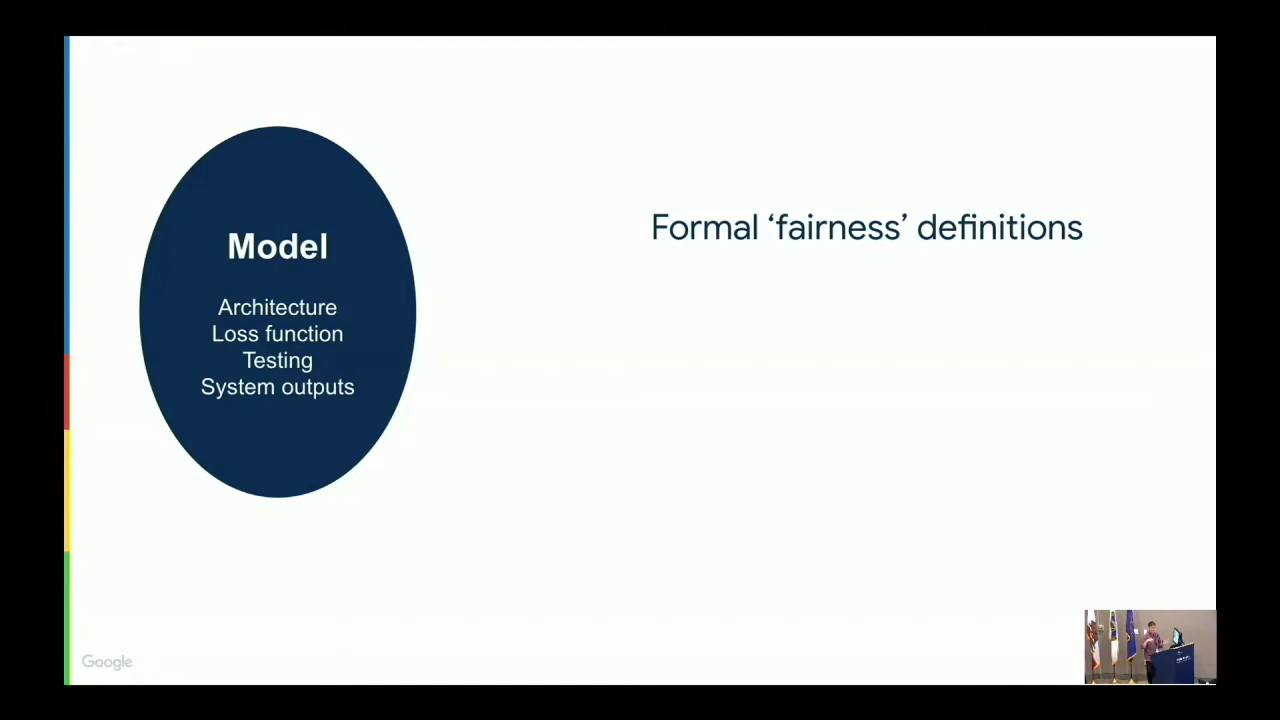 Model
Architecture
Loss function
Testing
System outputs
Formal ‘fairness’ definitions
Google